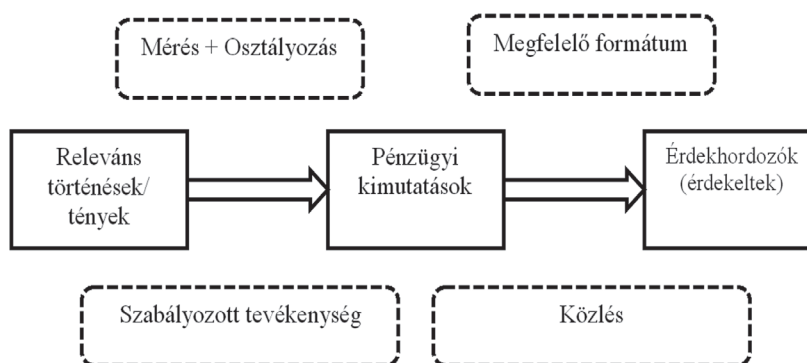 Mérés + Osztályozás
Megfelelő formátum
Releváns
történések/
tények
Pénzügyi
kimutatások
Érdekhordozók
(érdekeltek)
Szabályozott tevékenység
Közlés